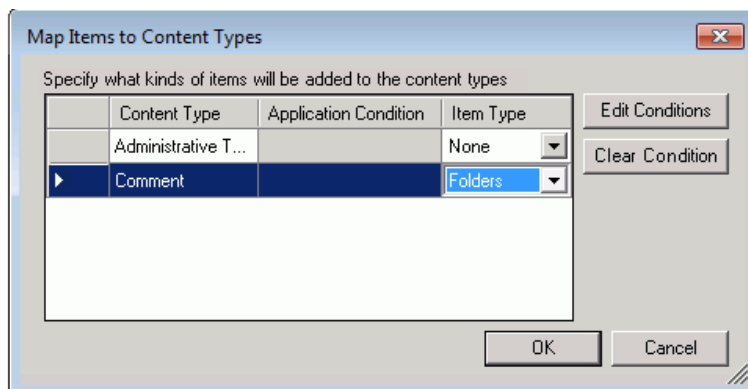 Map Items to Content Types
Specify what kinds of items will be added to the content types
Content Type Application Condition Item Type
Administrative T... None
Comment Folders
Edit Conditions
Clear Condition
OK Cancel